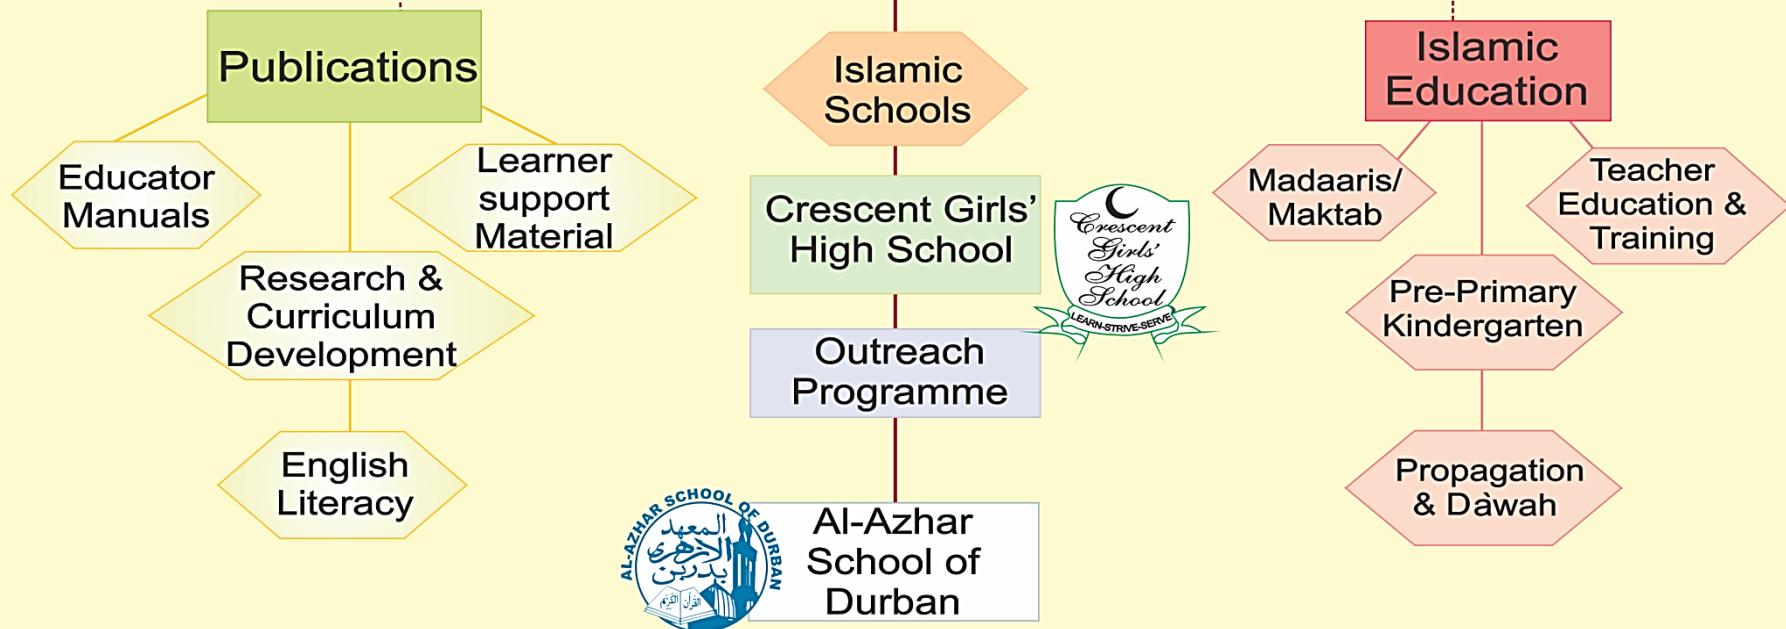 Publications
Educator
Manuals
Learner
support
Material
Research &
Curriculum
Development
English
Literacy
Islamic
Schools
Crescent Girls'
High School
Crescent
Girls'
High
School
LEARN-STRIVE-SERVE
Outreach
Programme
AL-AZHAR SCHOOL OF DURBAN
المعهد
الازهرى
بدربن
القرآن الكريم
Al-Azhar
School of
Durban
Islamic
Education
Madaaris/
Maktab
Teacher
Education &
Training
Pre-Primary
Kindergarten
Propagation
& Dàwah